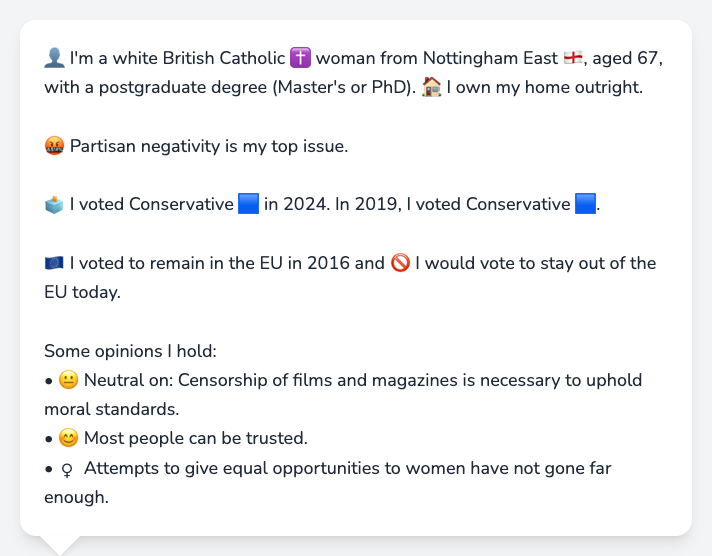 👤 I'm a white British Catholic ✝️ woman from Nottingham East 🏴󠁧󠁢󠁥󠁮󠁧󠁿, aged 67,
with a postgraduate degree (Master's or PhD). 🏠 I own my home outright.
🤬 Partisan negativity is my top issue.
🗳️ I voted Conservative 🟦 in 2024. In 2019, I voted Conservative 🟦.
🇪🇺 I voted to remain in the EU in 2016 and 🚫 I would vote to stay out of the
EU today.
Some opinions I hold:
• 😐 Neutral on: Censorship of films and magazines is necessary to uphold
moral standards.
• 😊 Most people can be trusted.
• ♀ Attempts to give equal opportunities to women have not gone far
enough.